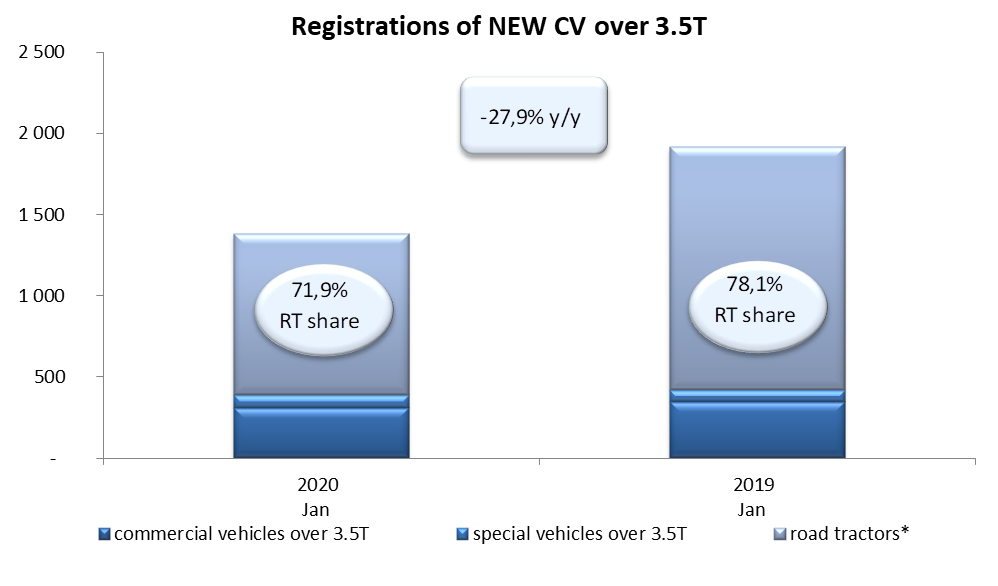 Registrations of NEW CV over 3.5T
2 500
2 000
1 500
1 000
500
-
-27,9% y/y
71,9%
RT share
78,1%
RT share
2020
Jan
2019
Jan
commercial vehicles over 3.5T
special vehicles over 3.5T
road tractors*